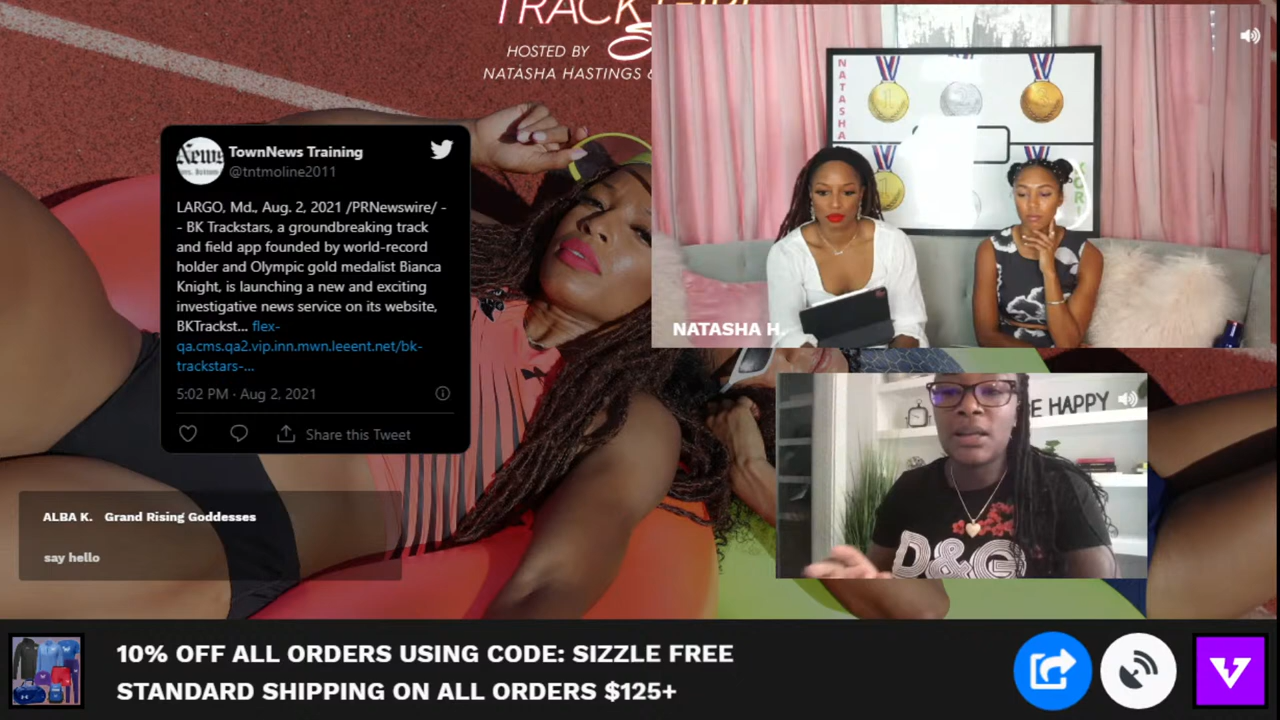 TRACK
HOSTED BY
NATASHA HASTINGS &
TownNews Training
@tntmoline2011
LARGO, Md., Aug. 2, 2021 /PRNewswire/ -
- BK Trackstars, a groundbreaking track
and field app founded by world-record
holder and Olympic gold medalist Bianca
Knight, is launching a new and exciting
investigative news service on its website,
BKTrackst... flex-
qa.cms.qa2.vip.inn.mwn.leeent.net/bk-
trackstars-...
5:02 PM · Aug 2, 2021
Share this Tweet
ALBA K. Grand Rising Goddesses
say hello
NATASHA
NATASHA H.
BE HAPPY
D&G
10% OFF ALL ORDERS USING CODE: SIZZLE FREE
STANDARD SHIPPING ON ALL ORDERS $125+